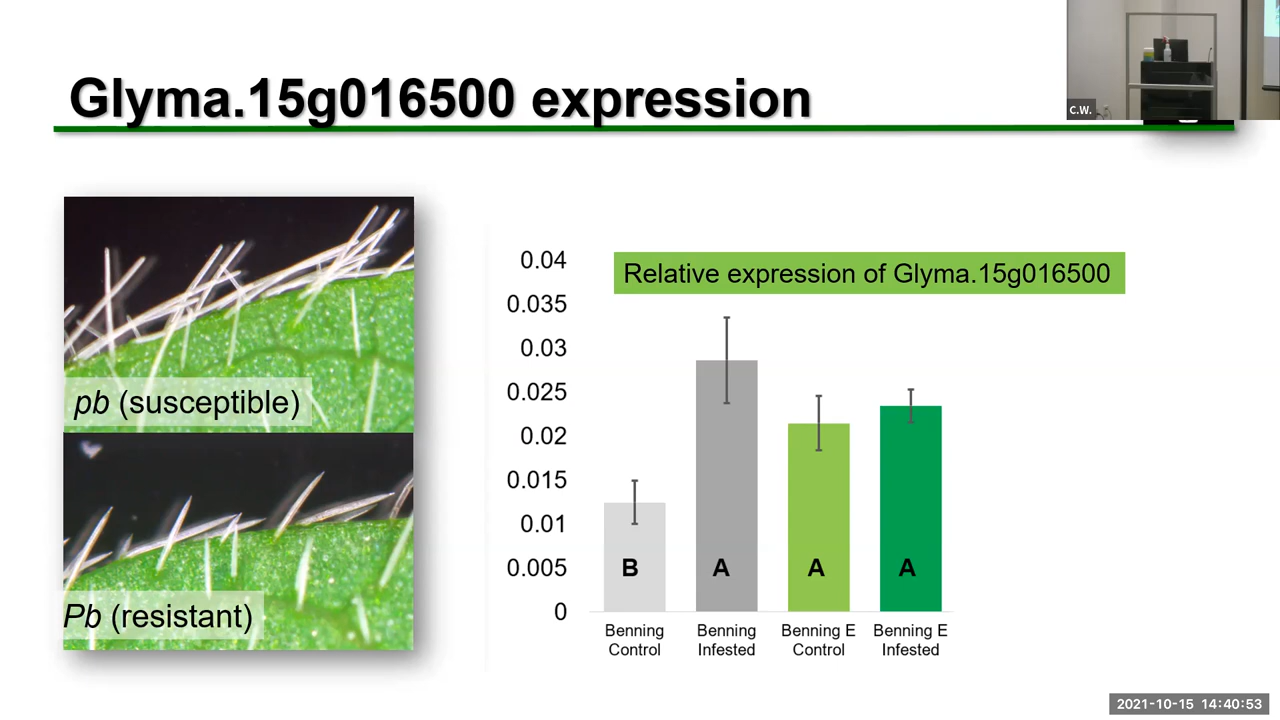 Glyma.15g016500 expression
C.W.
pb (susceptible)
Pb (resistant)
Relative expression of Glyma.15g016500
0.04
0.035
0.03
0.025
0.02
0.015
0.01
0.005
0
B
A
A
A
Benning
Control
Benning
Infested
Benning E
Control
Benning E
Infested
2021-10-15 14:40:53